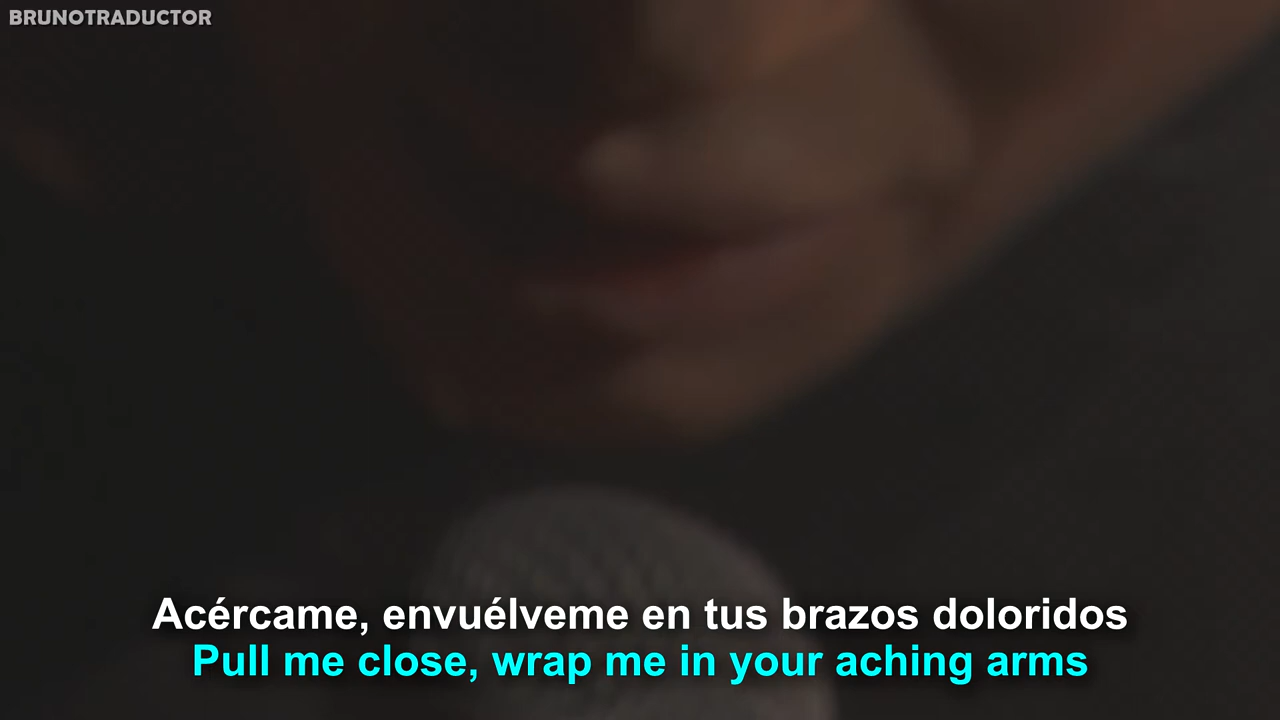 BRUNOTRADUCTOR
Acércame, envuélveme en tus brazos doloridos
Pull me close, wrap me in your aching arms